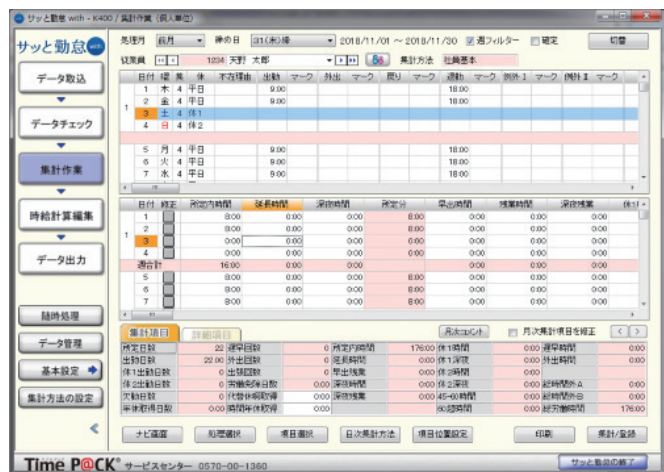 サッと勤怠 with - K400 / 集計作業 (個人単位)
サッと勤怠
処理月 前月 締め日 31(末)締 2018/11/01 ～ 2018/11/30 週フィルター 確定 切替
従業員 1234 天野 太郎 集計方法 社員基本
日付 曜 集 休 不在理由 出勤 マーク 外出 マーク 戻り マーク 退勤 マーク 例外Ⅰ マーク 例外Ⅱ マーク
1 木 4 平日 9:00 18:00
1 2 金 4 平日 9:00 18:00
3 土 4 休1
4 日 4 休2
5 月 4 平日 9:00 18:00
6 火 4 平日 9:00 18:00
7 水 4 平日 9:00 18:00
日付 修正 所定内時間 延長時間 深夜時間 所定分 早出時間 残業時間 深夜残業 休1
1 8:00 0:00 0:00 8:00 0:00 0:00 0:00
1 2 8:00 0:00 0:00 8:00 0:00 0:00 0:00
3 0:00 0:00 0:00 0:00 0:00 0:00 0:00
4 0:00 0:00 0:00 0:00 0:00 0:00 0:00
週合計 16:00 0:00 0:00 0:00 0:00 0:00
5 8:00 0:00 0:00 8:00 0:00 0:00 0:00
6 8:00 0:00 0:00 8:00 0:00 0:00 0:00
7 8:00 0:00 0:00 8:00 0:00 0:00 0:00
集計項目 詳細項目 月次コメント 月次集計項目を修正
所定日数 22 遅早回数 0 所定内時間 176:00 休1時間 0:00 遅早時間 0:00
出勤日数 22.00 外出回数 0 延長時間 0:00 休1深夜 0:00 外出時間 0:00
休1出勤日数 0 出張回数 0 早出残業 0:00 休2時間 0:00
休2出勤日数 0 労働免除日数 0.00 深夜時間 0:00 休2深夜 0:00 総時間外A 0:00
欠勤日数 0 代替休暇取得 0.00 深夜残業 0:00 45-60時間 0:00 総時間外B 0:00
年休取得日数 0.00 時間年休取得 0:00 60超時間 0:00 総労働時間 176:00
ナビ画面 処理選択 項目選択 日次集計方法 項目位置設定 印刷 集計/登録
データ取込
データチェック
集計作業
時給計算編集
データ出力
随時処理
データ管理
基本設定
集計方法の設定
Time P@CK® サービスセンター 0570-00-1360 サッと勤怠の終了